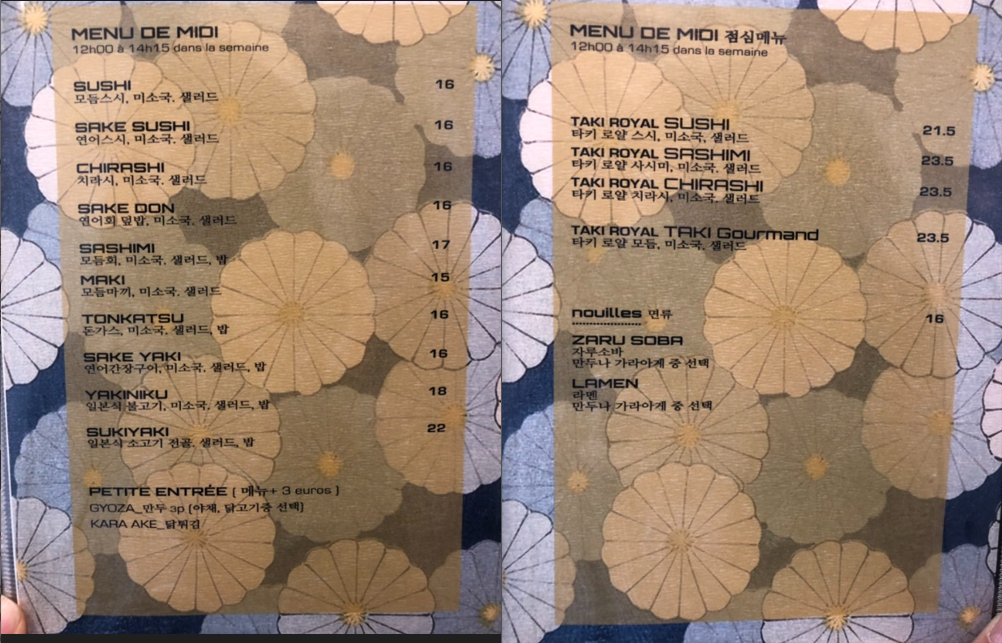 MENU DE MIDI
12h00 à 14h15 dans la semaine
SUSHI 16
모듬스시, 미소국. 샐러드
SAKE SUSHI 16
연어스시, 미소국. 샐러드
CHIRASHI 16
치라시, 미소국. 샐러드
SAKE DON 16
연어회 덮밥, 미소국. 샐러드
SASHIMI 17
모듬회, 미소국. 샐러드, 밥
MAKI 15
모듬마끼, 미소국. 샐러드
TONKATSU 16
돈가스, 미소국. 샐러드, 밥
SAKE YAKI 16
연어간장구이, 미소국. 샐러드, 밥
YAKINIKU 18
일본식 불고기, 미소국. 샐러드, 밥
SUKIYAKI 22
일본식 소고기 전골. 샐러드, 밥
PETITE ENTRÉE ( 메뉴+ 3 euros )
GYOZA_만두 3p (야채, 닭고기중 선택)
KARA AKE_닭튀김
MENU DE MIDI 점심메뉴
12h00 à 14h15 dans la semaine
TAKI ROYAL SUSHI 21.5
타키 로얄 스시, 미소국, 샐러드
TAKI ROYAL SASHIMI 23.5
타키 로얄 사시미, 미소국, 샐러드
TAKI ROYAL CHIRASHI 23.5
타키 로얄 치라시, 미소국, 샐러드
TAKI ROYAL TAKI Gourmand 23.5
타키 로얄 모듬, 미소국, 샐러드
nouilles 면류 16
ZARU SOBA
자루소바
만두나 가라아게 중 선택
LAMEN
라멘
만두나 가라아게 중 선택